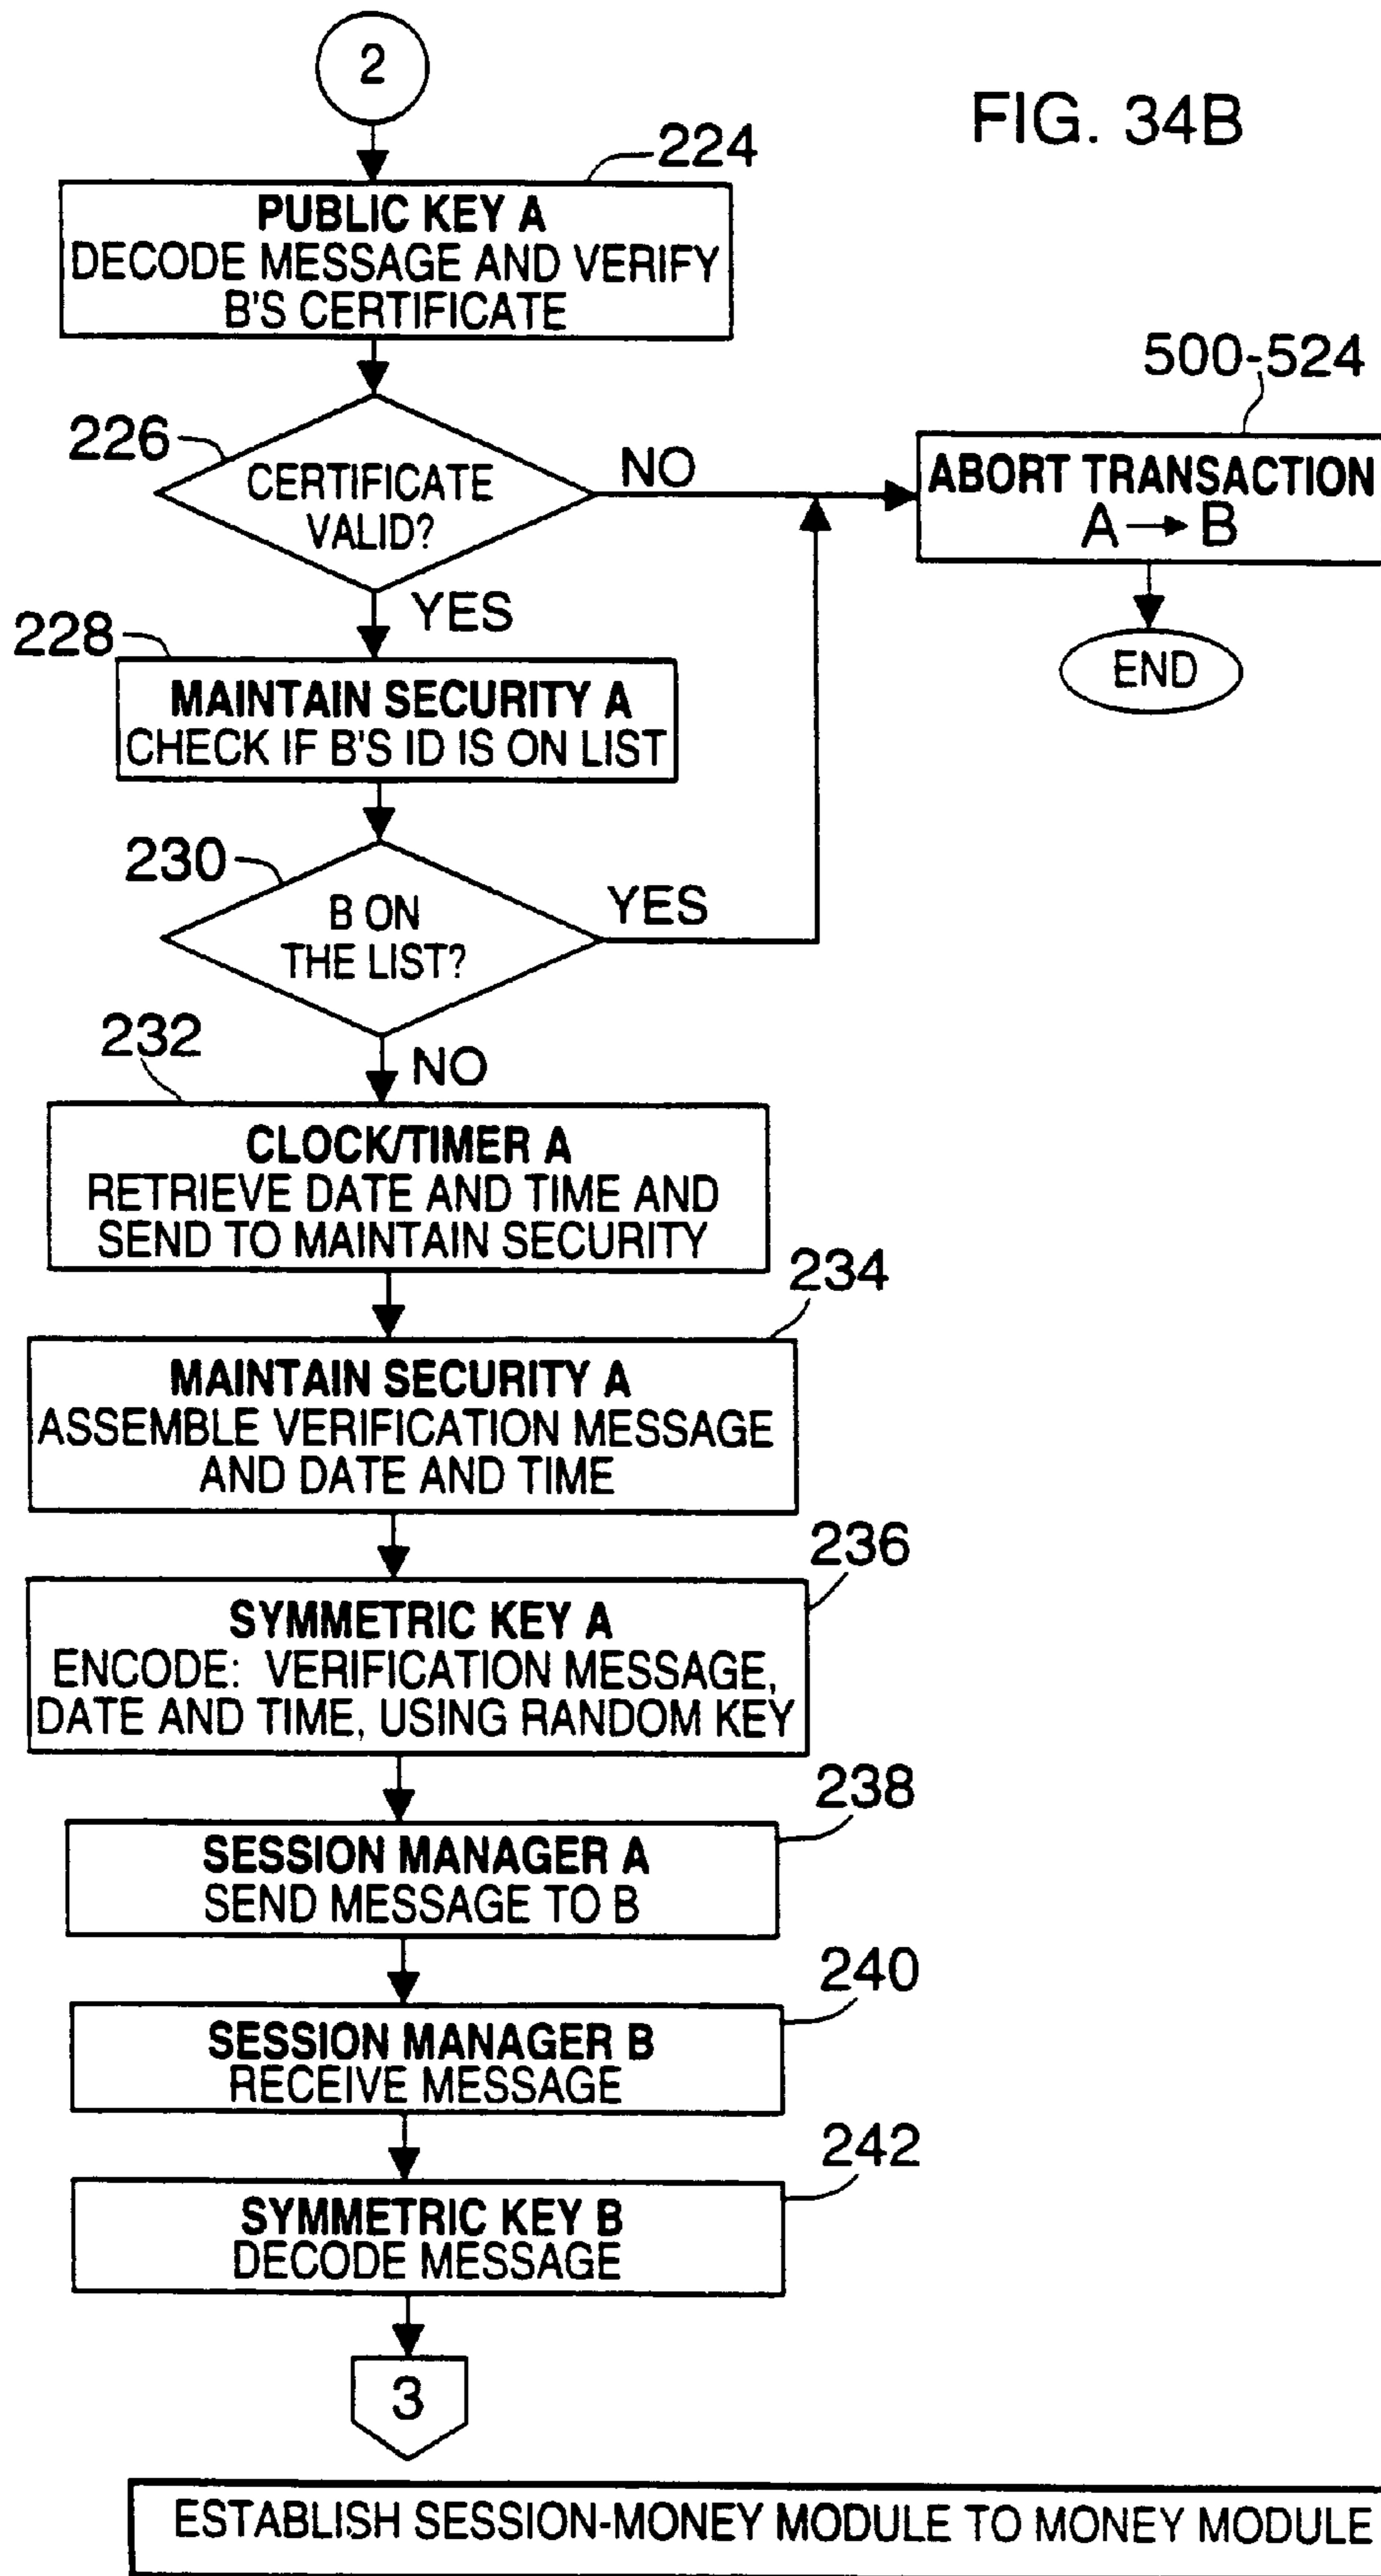 2
FIG. 34B
224
PUBLIC KEY A
DECODE MESSAGE AND VERIFY
B'S CERTIFICATE
500-524
226
CERTIFICATE
VALID?
NO
ABORT TRANSACTION
A → B
YES
END
228
MAINTAIN SECURITY A
CHECK IF B'S ID IS ON LIST
230
B ON
THE LIST?
YES
232
NO
CLOCK/TIMER A
RETRIEVE DATE AND TIME AND
SEND TO MAINTAIN SECURITY
234
MAINTAIN SECURITY A
ASSEMBLE VERIFICATION MESSAGE
AND DATE AND TIME
236
SYMMETRIC KEY A
ENCODE: VERIFICATION MESSAGE,
DATE AND TIME, USING RANDOM KEY
238
SESSION MANAGER A
SEND MESSAGE TO B
240
SESSION MANAGER B
RECEIVE MESSAGE
242
SYMMETRIC KEY B
DECODE MESSAGE
3
ESTABLISH SESSION-MONEY MODULE TO MONEY MODULE